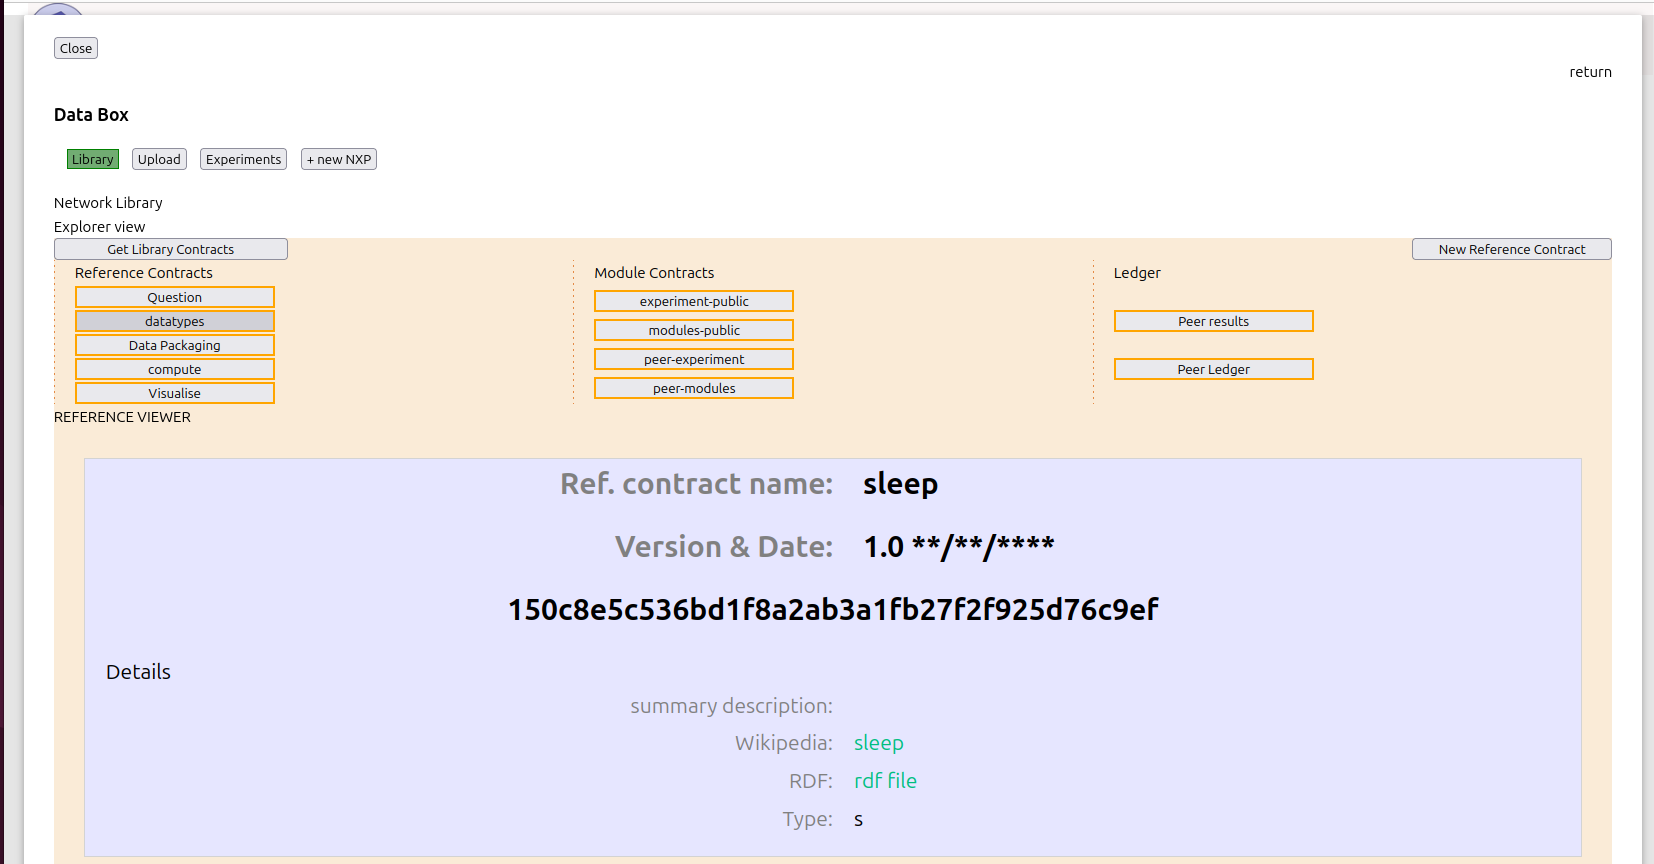 Close
return
Data Box
Library Upload Experiments + new NXP
Network Library
Explorer view
Get Library Contracts New Reference Contract
Reference Contracts
Question
datatypes
Data Packaging
compute
Visualise
Module Contracts
experiment-public
modules-public
peer-experiment
peer-modules
Ledger
Peer results
Peer Ledger
REFERENCE VIEWER
Ref. contract name: sleep
Version & Date: 1.0 **/**/****
150c8e5c536bd1f8a2ab3a1fb27f2f925d76c9ef
Details
summary description:
Wikipedia: sleep
RDF: rdf file
Type: s